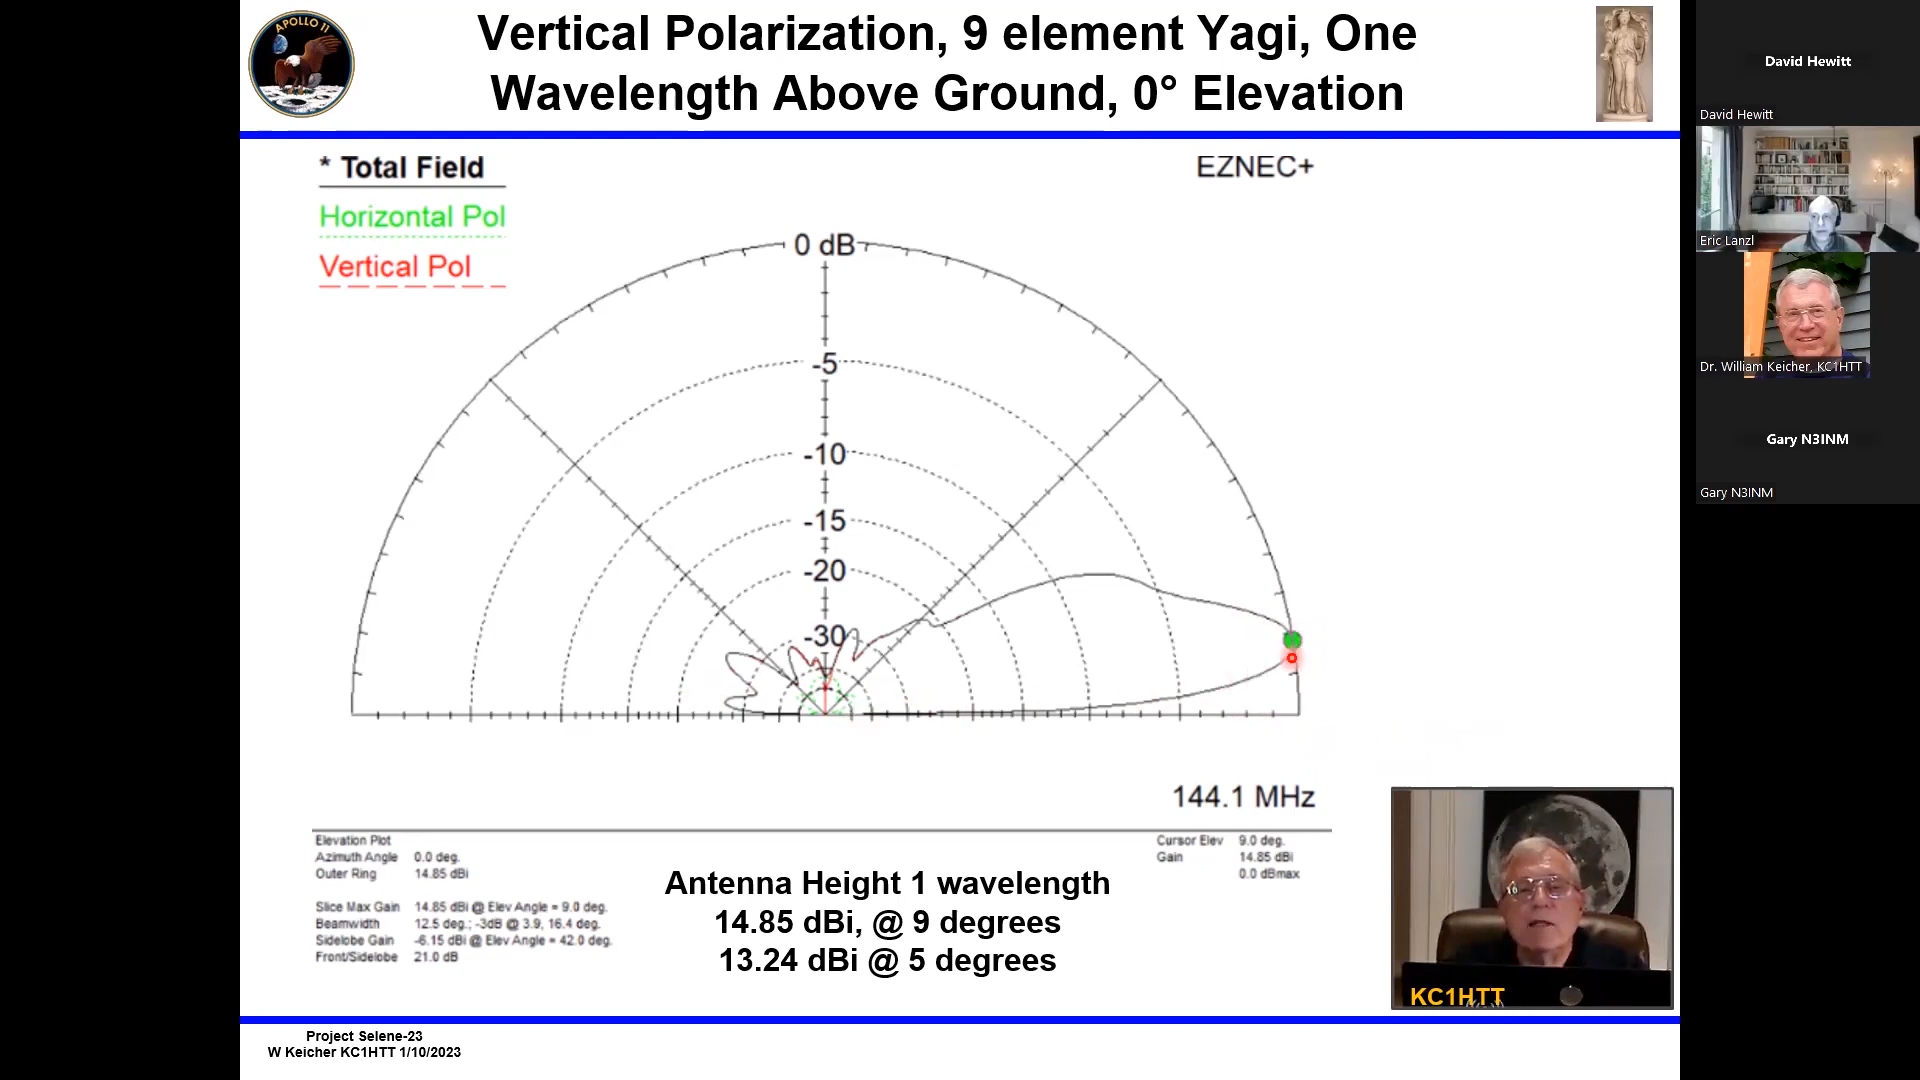 APOLLO 11
Vertical Polarization, 9 element Yagi, One
Wavelength Above Ground, 0° Elevation
* Total Field
EZNEC+
Horizontal Pol
Vertical Pol
0 dB
-5
-10
-15
-20
-30
144.1 MHz
Elevation Plot
Azimuth Angle 0.0 deg.
Outer Ring 14.85 dBi
Slice Max Gain 14.85 dBi @ Elev Angle = 9.0 deg.
Beamwidth 12.5 deg.; -3dB @ 3.9, 16.4 deg.
Sidelobe Gain -6.15 dBi @ Elev Angle = 42.0 deg.
Front/Sidelobe 21.0 dB
Cursor Elev 9.0 deg.
Gain 14.85 dBi
0.0 dBmax
Antenna Height 1 wavelength
14.85 dBi, @ 9 degrees
13.24 dBi @ 5 degrees
KC1HTT
Project Selene-23
W Keicher KC1HTT 1/10/2023
David Hewitt
David Hewitt
Eric Lanzl
Dr. William Keicher, KC1HTT
Gary N3INM
Gary N3INM